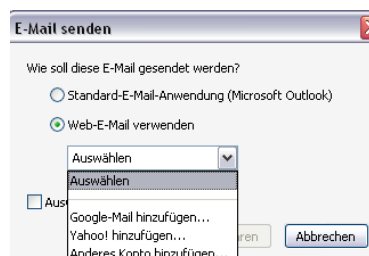 E-Mail senden
Wie soll diese E-Mail gesendet werden?
Standard-E-Mail-Anwendung (Microsoft Outlook)
Web-E-Mail verwenden
Auswählen
Auswählen
Google-Mail hinzufügen...
Yahoo! hinzufügen...
Abbrechen
Anderes Konto hinzufügen...